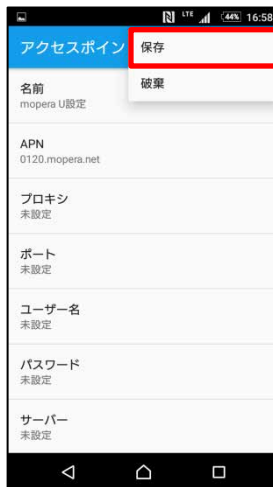 LTE 44% 16:58
アクセスポイン
保存
破棄
名前
mopera U設定
APN
0120.mopera.net
プロキシ
未設定
ポート
未設定
ユーザー名
未設定
パスワード
未設定
サーバー
未設定